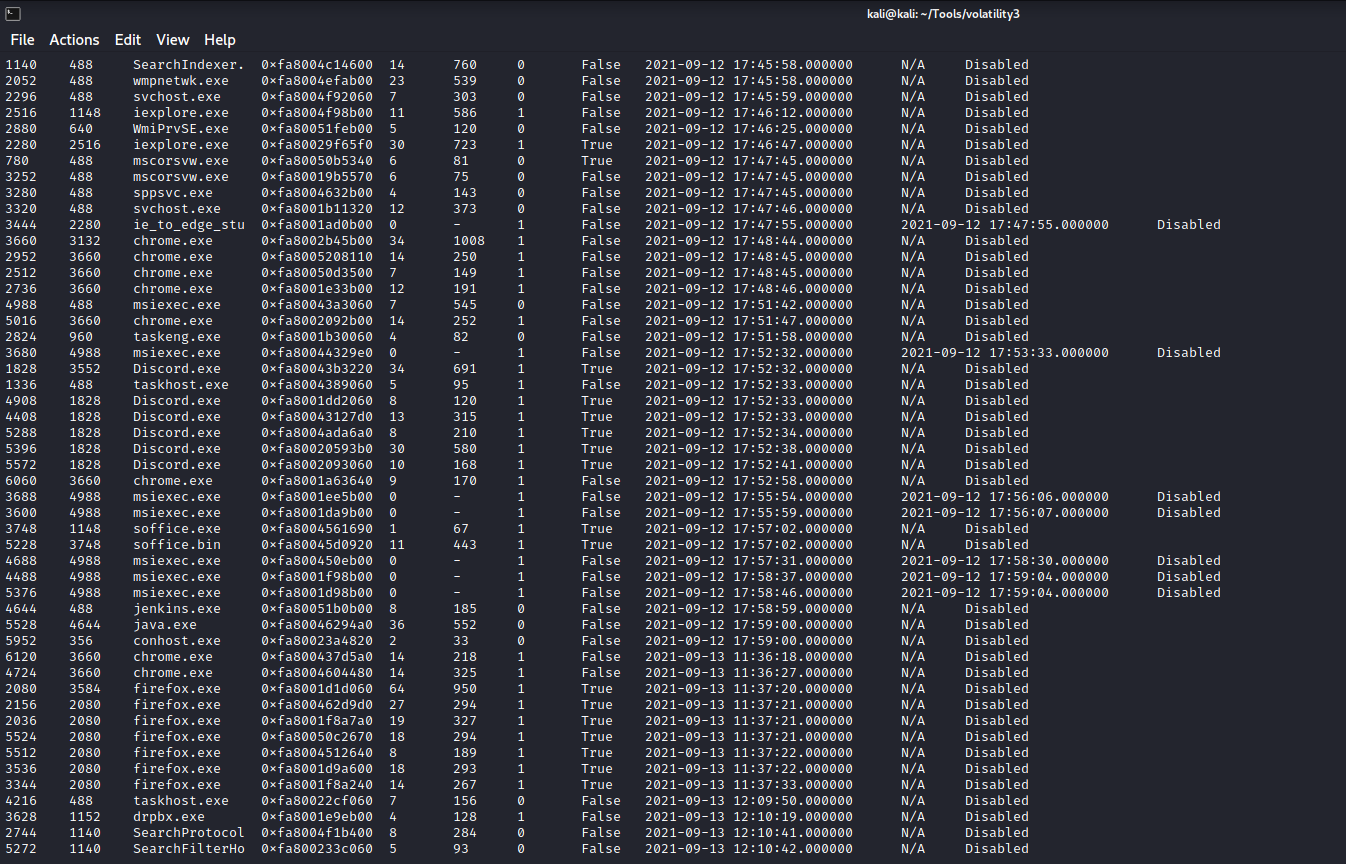 kali@kali: ~/Tools/volatility3
File Actions Edit View Help
1140 488 SearchIndexer. 0xfa8004c14600 14 760 0 False 2021-09-12 17:45:58.000000 N/A Disabled
2052 488 wmpnetwk.exe 0xfa8004efab00 23 539 0 False 2021-09-12 17:45:58.000000 N/A Disabled
2296 488 svchost.exe 0xfa8004f92060 7 303 0 False 2021-09-12 17:45:59.000000 N/A Disabled
2516 1148 iexplore.exe 0xfa8004f98b00 11 586 1 False 2021-09-12 17:46:12.000000 N/A Disabled
2880 640 WmiPrvSE.exe 0xfa80051feb00 5 120 0 False 2021-09-12 17:46:25.000000 N/A Disabled
2280 2516 iexplore.exe 0xfa80029f65f0 30 723 1 True 2021-09-12 17:46:47.000000 N/A Disabled
780 488 mscorsvw.exe 0xfa80050b5340 6 81 0 True 2021-09-12 17:47:45.000000 N/A Disabled
3252 488 mscorsvw.exe 0xfa80019b5570 6 75 0 False 2021-09-12 17:47:45.000000 N/A Disabled
3280 488 sppsvc.exe 0xfa8004632b00 4 143 0 False 2021-09-12 17:47:45.000000 N/A Disabled
3320 488 svchost.exe 0xfa8001b11320 12 373 0 False 2021-09-12 17:47:46.000000 N/A Disabled
3444 2280 ie_to_edge_stu 0xfa8001ad0b00 0 - 1 False 2021-09-12 17:47:55.000000 2021-09-12 17:47:55.000000 Disabled
3660 3132 chrome.exe 0xfa8002b45b00 34 1008 1 False 2021-09-12 17:48:44.000000 N/A Disabled
2952 3660 chrome.exe 0xfa8005208110 14 250 1 False 2021-09-12 17:48:45.000000 N/A Disabled
2512 3660 chrome.exe 0xfa80050d3500 7 149 1 False 2021-09-12 17:48:45.000000 N/A Disabled
2736 3660 chrome.exe 0xfa8001e33b00 12 191 1 False 2021-09-12 17:48:46.000000 N/A Disabled
4988 488 msiexec.exe 0xfa80043a3060 7 545 0 False 2021-09-12 17:51:42.000000 N/A Disabled
5016 3660 chrome.exe 0xfa8002092b00 14 252 1 False 2021-09-12 17:51:47.000000 N/A Disabled
2824 960 taskeng.exe 0xfa8001b30060 4 82 0 False 2021-09-12 17:51:58.000000 N/A Disabled
3680 4988 msiexec.exe 0xfa80044329e0 0 - 1 False 2021-09-12 17:52:32.000000 2021-09-12 17:53:33.000000 Disabled
1828 3552 Discord.exe 0xfa80043b3220 34 691 1 True 2021-09-12 17:52:32.000000 N/A Disabled
1336 488 taskhost.exe 0xfa8004389060 5 95 1 False 2021-09-12 17:52:33.000000 N/A Disabled
4908 1828 Discord.exe 0xfa8001dd2060 8 120 1 True 2021-09-12 17:52:33.000000 N/A Disabled
4408 1828 Discord.exe 0xfa80043127d0 13 315 1 True 2021-09-12 17:52:33.000000 N/A Disabled
5288 1828 Discord.exe 0xfa8004ada6a0 8 210 1 True 2021-09-12 17:52:34.000000 N/A Disabled
5396 1828 Discord.exe 0xfa80020593b0 30 580 1 True 2021-09-12 17:52:38.000000 N/A Disabled
5572 1828 Discord.exe 0xfa8002093060 10 168 1 True 2021-09-12 17:52:41.000000 N/A Disabled
6060 3660 chrome.exe 0xfa8001a63640 9 170 1 False 2021-09-12 17:52:58.000000 N/A Disabled
3688 4988 msiexec.exe 0xfa8001ee5b00 0 - 1 False 2021-09-12 17:55:54.000000 2021-09-12 17:56:06.000000 Disabled
3600 4988 msiexec.exe 0xfa8001da9b00 0 - 1 False 2021-09-12 17:55:59.000000 2021-09-12 17:56:07.000000 Disabled
3748 1148 soffice.exe 0xfa8004561690 1 67 1 True 2021-09-12 17:57:02.000000 N/A Disabled
5228 3748 soffice.bin 0xfa80045d0920 11 443 1 True 2021-09-12 17:57:02.000000 N/A Disabled
4688 4988 msiexec.exe 0xfa800450eb00 0 - 1 False 2021-09-12 17:57:31.000000 2021-09-12 17:58:30.000000 Disabled
4488 4988 msiexec.exe 0xfa8001f98b00 0 - 1 False 2021-09-12 17:58:37.000000 2021-09-12 17:59:04.000000 Disabled
5376 4988 msiexec.exe 0xfa8001d98b00 0 - 1 False 2021-09-12 17:58:46.000000 2021-09-12 17:59:04.000000 Disabled
4644 488 jenkins.exe 0xfa80051b0b00 8 185 0 False 2021-09-12 17:58:59.000000 N/A Disabled
5528 4644 java.exe 0xfa80046294a0 36 552 0 False 2021-09-12 17:59:00.000000 N/A Disabled
5952 356 conhost.exe 0xfa80023a4820 2 33 0 False 2021-09-12 17:59:00.000000 N/A Disabled
6120 3660 chrome.exe 0xfa800437d5a0 14 218 1 False 2021-09-13 11:36:18.000000 N/A Disabled
4724 3660 chrome.exe 0xfa8004604480 14 325 1 False 2021-09-13 11:36:27.000000 N/A Disabled
2080 3584 firefox.exe 0xfa8001d1d060 64 950 1 True 2021-09-13 11:37:20.000000 N/A Disabled
2156 2080 firefox.exe 0xfa800462d9d0 27 294 1 True 2021-09-13 11:37:21.000000 N/A Disabled
2036 2080 firefox.exe 0xfa8001f8a7a0 19 327 1 True 2021-09-13 11:37:21.000000 N/A Disabled
5524 2080 firefox.exe 0xfa80050c2670 18 294 1 True 2021-09-13 11:37:21.000000 N/A Disabled
5512 2080 firefox.exe 0xfa8004512640 8 189 1 True 2021-09-13 11:37:22.000000 N/A Disabled
3536 2080 firefox.exe 0xfa8001d9a600 18 293 1 True 2021-09-13 11:37:22.000000 N/A Disabled
3344 2080 firefox.exe 0xfa8001f8a240 14 267 1 True 2021-09-13 11:37:33.000000 N/A Disabled
4216 488 taskhost.exe 0xfa80022cf060 7 156 0 False 2021-09-13 12:09:50.000000 N/A Disabled
3628 1152 drpbx.exe 0xfa8001e9eb00 4 128 1 False 2021-09-13 12:10:19.000000 N/A Disabled
2744 1140 SearchProtocol 0xfa8004f1b400 8 284 0 False 2021-09-13 12:10:41.000000 N/A Disabled
5272 1140 SearchFilterHo 0xfa800233c060 5 93 0 False 2021-09-13 12:10:42.000000 N/A Disabled